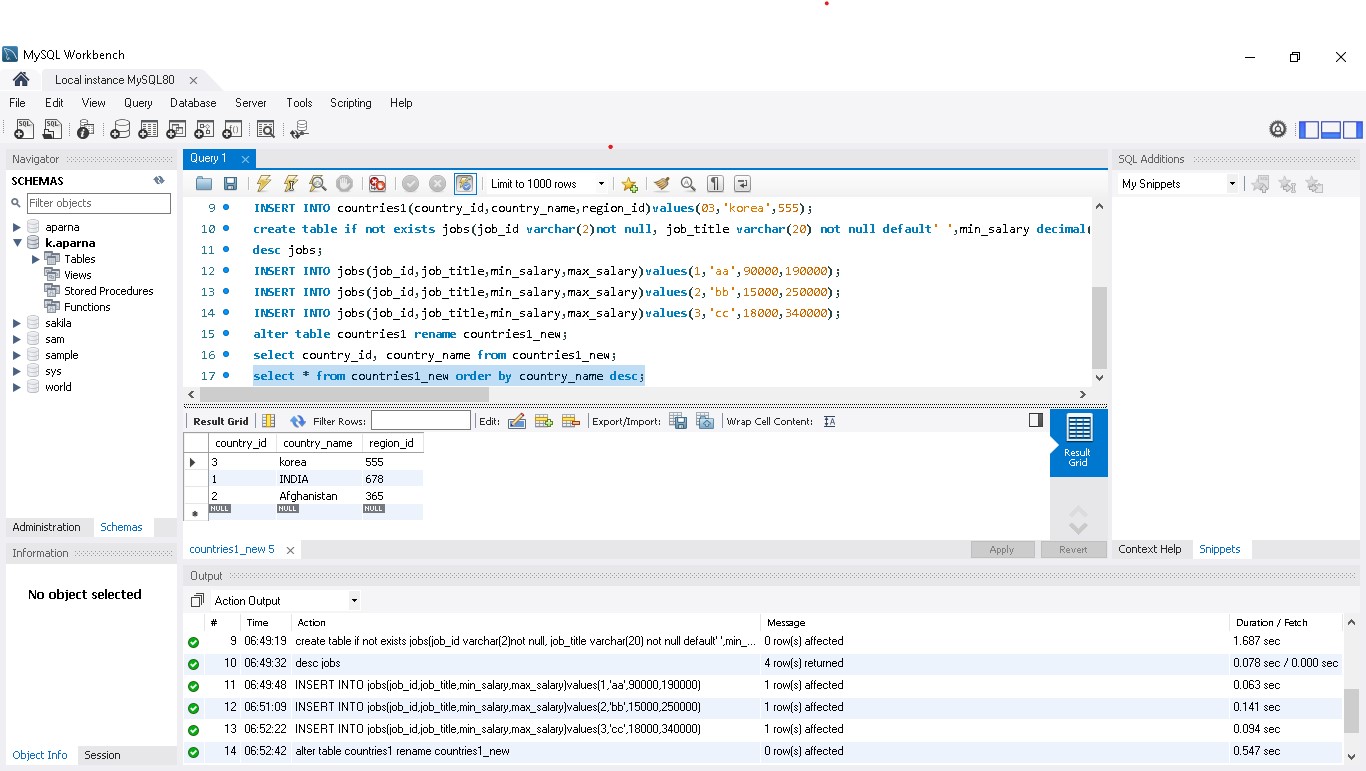 MySQL Workbench
Local instance MySQL80
File Edit View Query Database Server Tools Scripting Help
Navigator
SCHEMAS
Filter objects
aparna
k.aparna
Tables
Views
Stored Procedures
Functions
sakila
sam
sample
sys
world
Administration Schemas
Information
No object selected
Object Info Session
Query 1
Limit to 1000 rows
9 INSERT INTO countries1(country_id,country_name,region_id)values(03,'korea',555);
10 create table if not exists jobs(job_id varchar(2)not null, job_title varchar(20) not null default' ',min_salary decimal(
11 desc jobs;
12 INSERT INTO jobs(job_id,job_title,min_salary,max_salary)values(1,'aa',90000,190000);
13 INSERT INTO jobs(job_id,job_title,min_salary,max_salary)values(2,'bb',15000,250000);
14 INSERT INTO jobs(job_id,job_title,min_salary,max_salary)values(3,'cc',18000,340000);
15 alter table countries1 rename countries1_new;
16 select country_id, country_name from countries1_new;
17 select * from countries1_new order by country_name desc;
Result Grid Filter Rows: Edit: Export/Import: Wrap Cell Content:
country_id country_name region_id
3 korea 555
1 INDIA 678
2 Afghanistan 365
NULL NULL NULL
Result
Grid
countries1_new 5
Apply Revert
SQL Additions
My Snippets
Context Help Snippets
Output
Action Output
# Time Action Message Duration / Fetch
9 06:49:19 create table if not exists jobs(job_id varchar(2)not null, job_title varchar(20) not null default' ',min_... 0 row(s) affected 1.687 sec
10 06:49:32 desc jobs 4 row(s) returned 0.078 sec / 0.000 sec
11 06:49:48 INSERT INTO jobs(job_id,job_title,min_salary,max_salary)values(1,'aa',90000,190000) 1 row(s) affected 0.063 sec
12 06:51:09 INSERT INTO jobs(job_id,job_title,min_salary,max_salary)values(2,'bb',15000,250000) 1 row(s) affected 0.141 sec
13 06:52:22 INSERT INTO jobs(job_id,job_title,min_salary,max_salary)values(3,'cc',18000,340000) 1 row(s) affected 0.094 sec
14 06:52:42 alter table countries1 rename countries1_new 0 row(s) affected 0.547 sec